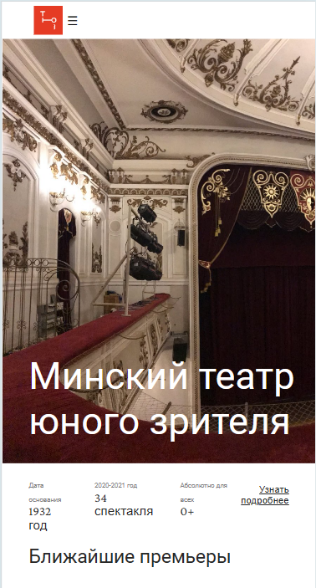 Минский театр
юного зрителя
Дата основания
1932 год
2020-2021 год
34 спектакля
Абсолютно для всех
0+
Узнать подробнее
Ближайшие премьеры